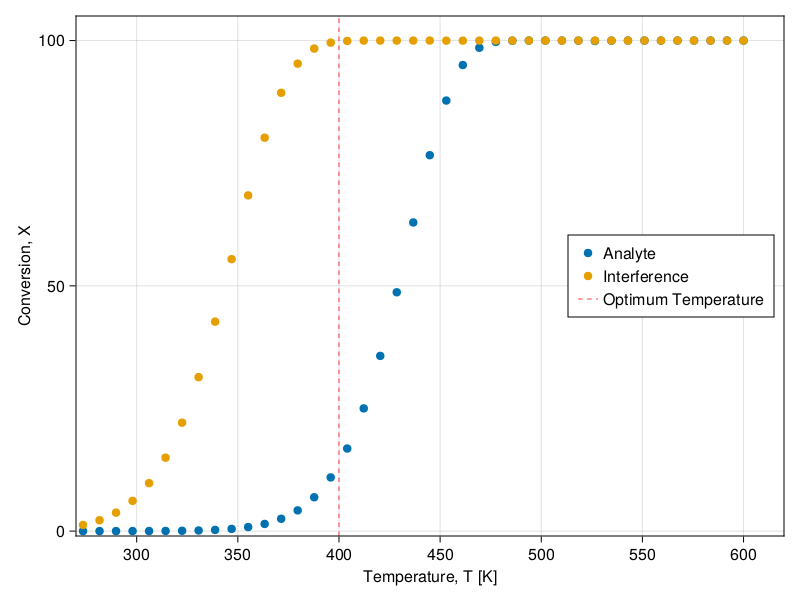 100
50
0
Conversion, X
300 350 400 450 500 550 600
Temperature, T [K]
Analyte
Interference
Optimum Temperature